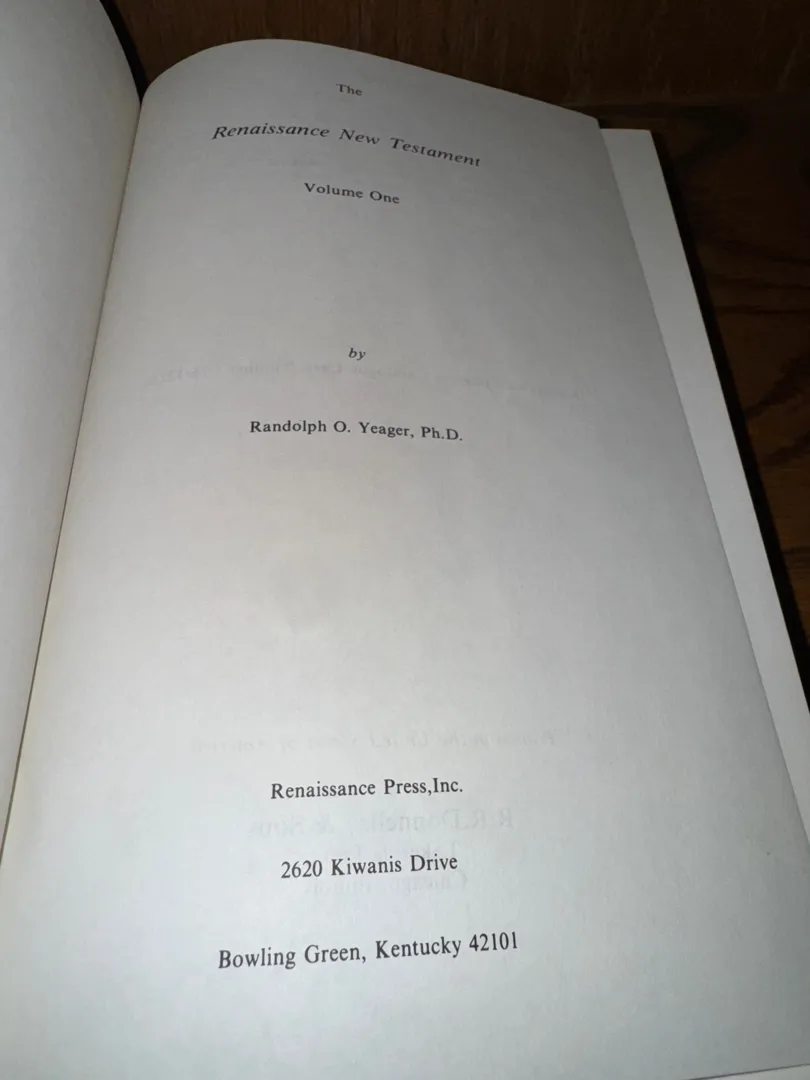 The
Renaissance New Testament
Volume One
by
Randolph O. Yeager, Ph.D.
Renaissance Press,Inc.
2620 Kiwanis Drive
Bowling Green, Kentucky 42101